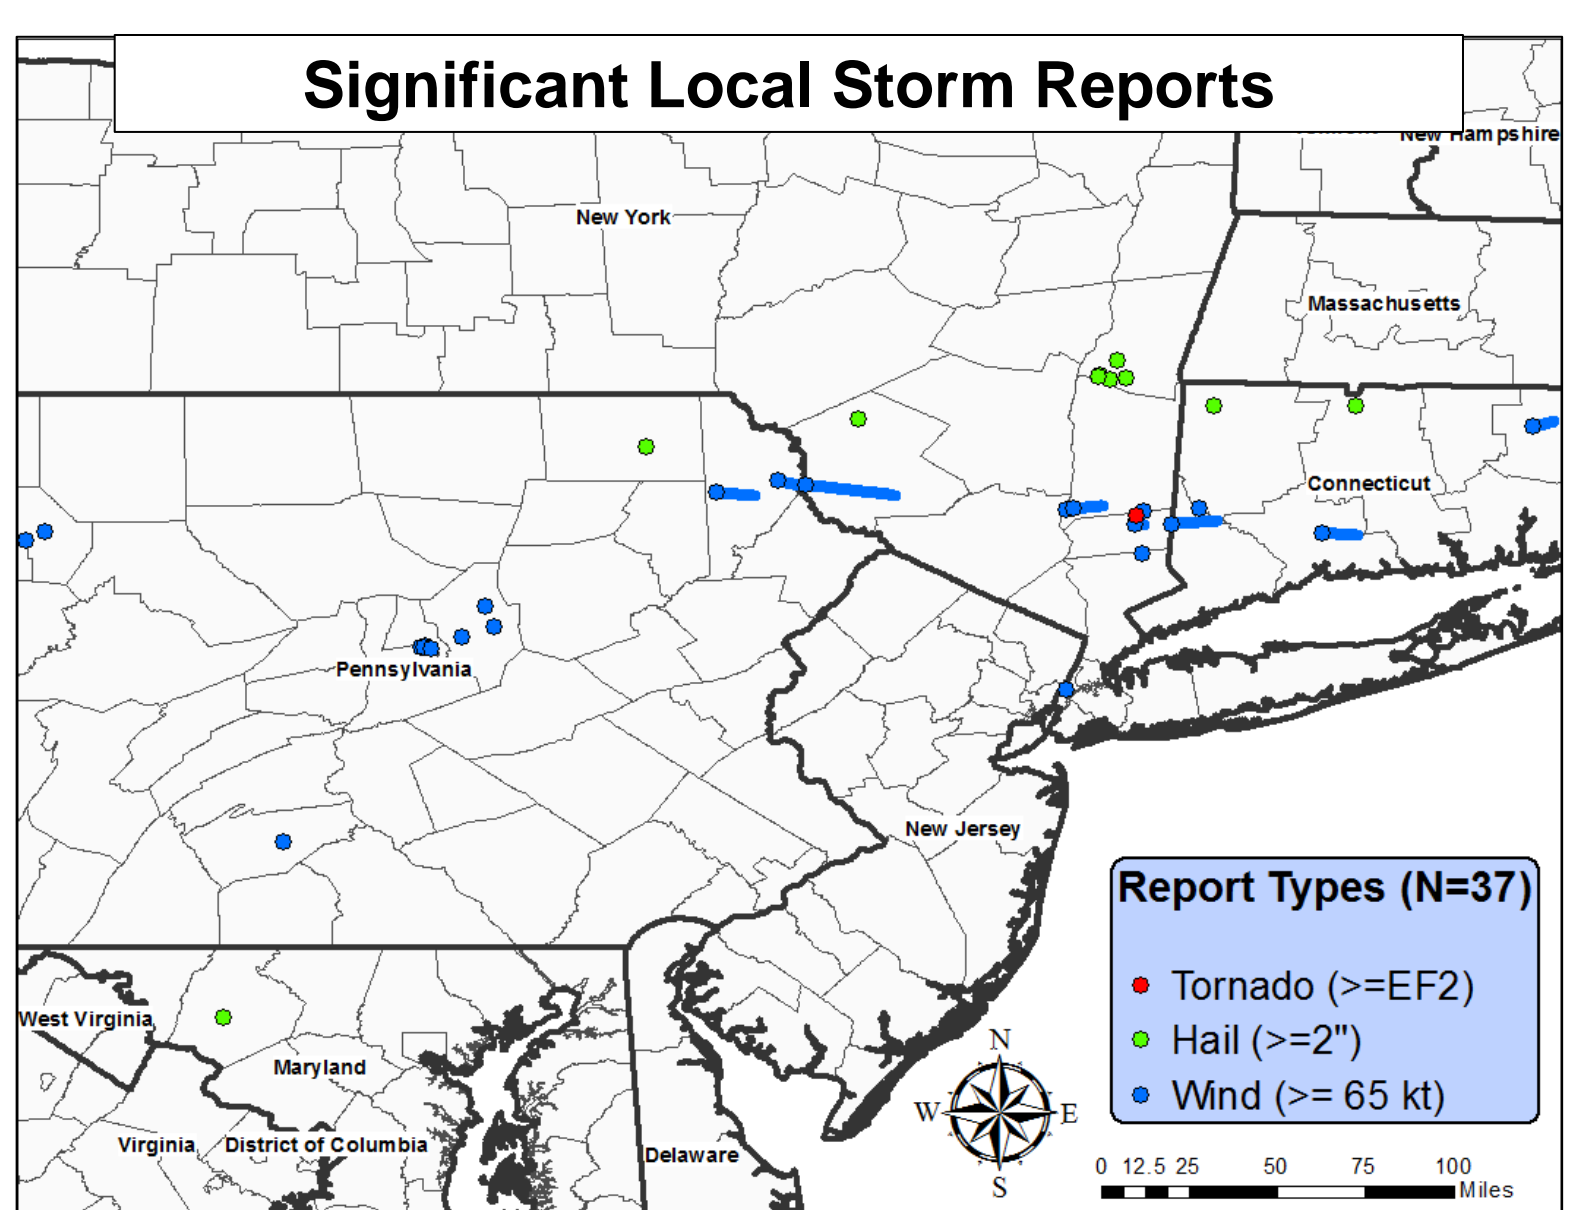 Significant Local Storm Reports
New Hampshire
New York
Massachusetts
Connecticut
Pennsylvania
New Jersey
West Virginia
Maryland
Virginia
District of Columbia
Delaware
Report Types (N=37)
Tornado (>=EF2)
Hail (>=2")
Wind (>= 65 kt)
N
W
E
S
0 12.5 25 50 75 100
Miles